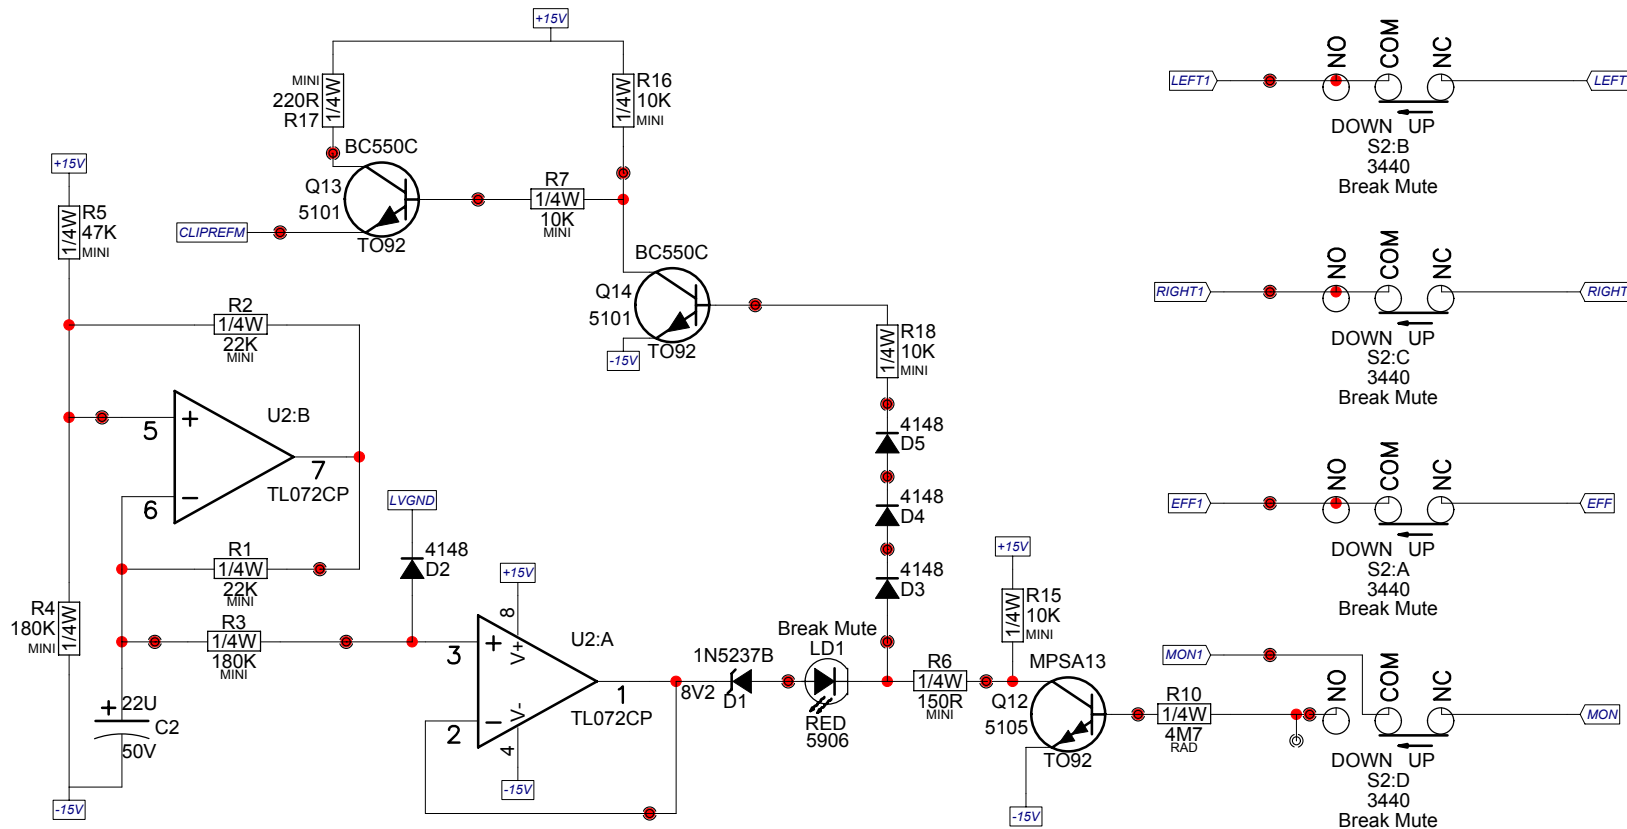 +15V
MINI
220R
R17
1/4W
1/4W
R16
10K
MINI
BC550C
Q13
5101
TO92
CLIPREFM
R7
1/4W
10K
MINI
BC550C
Q14
5101
TO92
-15V
+15V
R5
47K
MINI
1/4W
R2
1/4W
22K
MINI
5
+
U2:B
7
TL072CP
6
−
R1
1/4W
22K
MINI
R4
180K
MINI
1/4W
R3
1/4W
180K
MINI
+
22U
C2
50V
-15V
LVGND
4148
D2
+15V
8
V+
3
+
U2:A
1
TL072CP
2
−
V-
4
-15V
R18
10K
MINI
1/4W
4148
D5
4148
D4
4148
D3
1N5237B
8V2
D1
Break Mute
LD1
RED
5906
R6
1/4W
150R
MINI
+15V
R15
10K
MINI
1/4W
MPSA13
Q12
5105
TO92
-15V
R10
1/4W
4M7
RAD
NO COM NC
LEFT1
LEFT
DOWN UP
S2:B
3440
Break Mute
NO COM NC
RIGHT1
RIGHT
DOWN UP
S2:C
3440
Break Mute
NO COM NC
EFF1
EFF
DOWN UP
S2:A
3440
Break Mute
MON1
NO COM NC
MON
DOWN UP
S2:D
3440
Break Mute